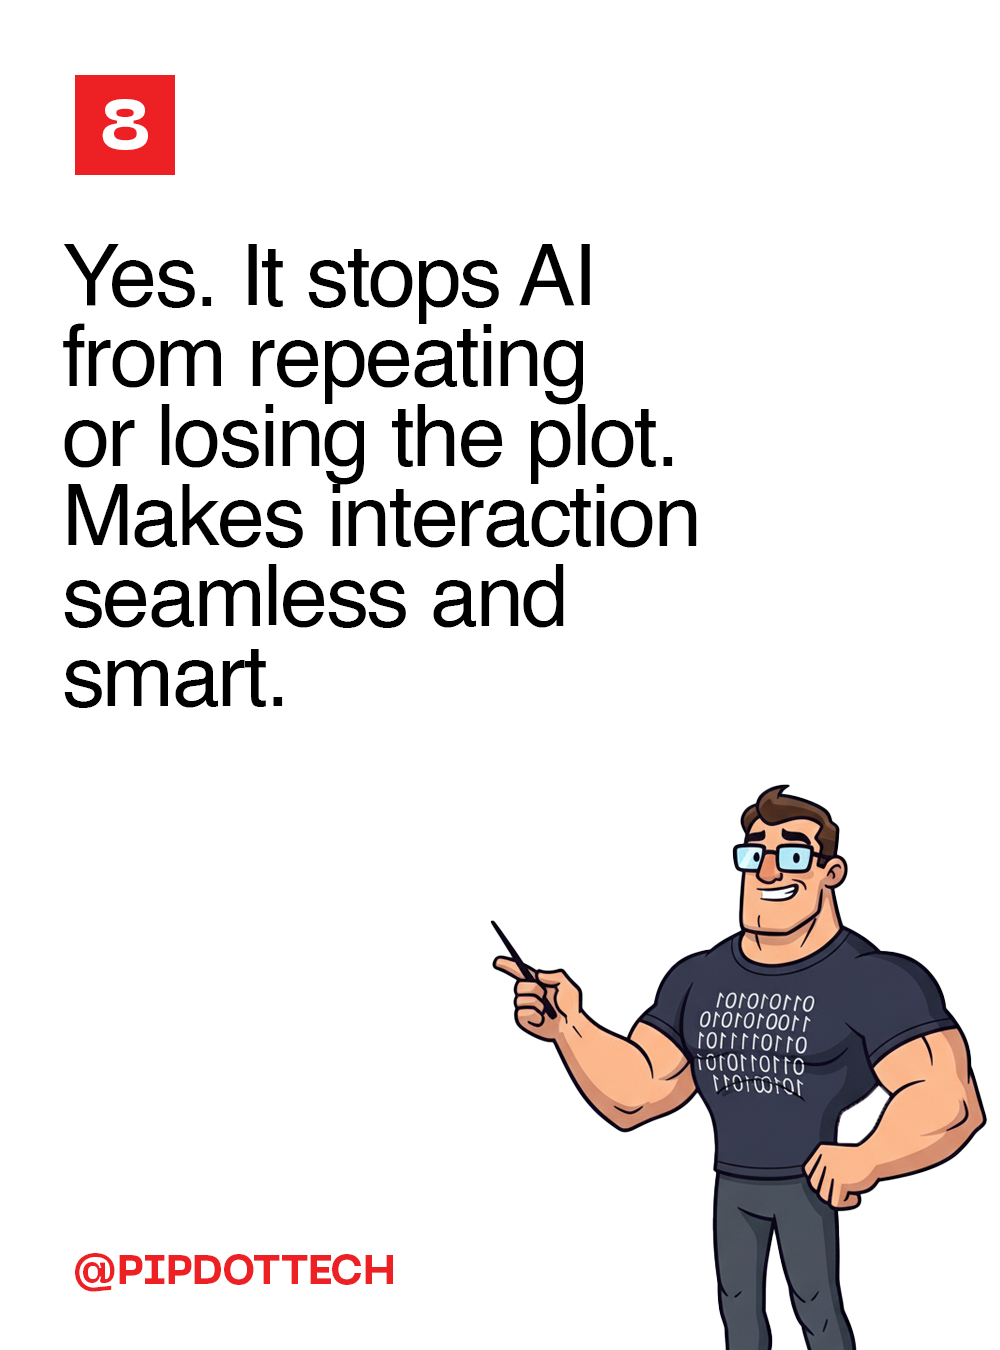 8
Yes. It stops AI
from repeating
or losing the plot.
Makes interaction
seamless and
smart.
@PIPDOTTECH